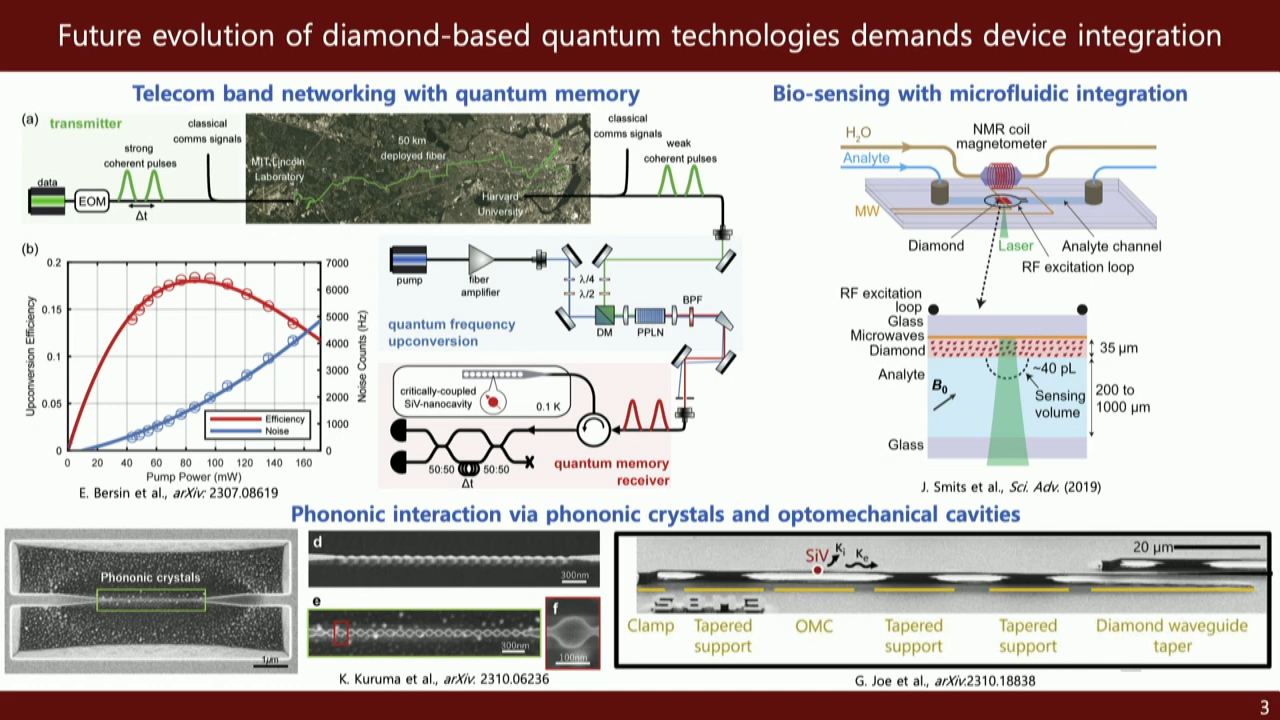 Future evolution of diamond-based quantum technologies demands device integration
Telecom band networking with quantum memory
(a)
transmitter
classical
comms signals
strong
coherent pulses
data
EOM
Δt
MIT Lincoln
Laboratory
50 km
deployed fiber
Harvard
University
classical
comms signals
weak
coherent pulses
(b)
0.2
0.15
0.1
0.05
0
Upconversion Efficiency
7000
6000
5000
4000
3000
2000
1000
0
Noise Counts (Hz)
Efficiency
Noise
0 20 40 60 80 100 120 140 160
Pump Power (mW)
E. Bersin et al., arXiv: 2307.08619
pump
fiber
amplifier
λ/4
λ/2
DM
PPLN
BPF
quantum frequency
upconversion
critically-coupled
SiV-nanocavity
0.1 K
50:50
50:50
Δt
quantum memory
receiver
Bio-sensing with microfluidic integration
H2O
Analyte
NMR coil
magnetometer
MW
Diamond
Laser
Analyte channel
RF excitation loop
RF excitation
loop
Glass
Microwaves
Diamond
Analyte
B0
Glass
35 μm
~40 pL
Sensing
volume
200 to
1000 μm
J. Smits et al., Sci. Adv. (2019)
Phononic interaction via phononic crystals and optomechanical cavities
Phononic crystals
1μm
d
300nm
e
300nm
f
100nm
K. Kuruma et al., arXiv. 2310.06236
SiV
Ki
Ke
20 μm
Clamp
Tapered
support
OMC
Tapered
support
Tapered
support
Diamond waveguide
taper
G. Joe et al., arXiv:2310.18838
3